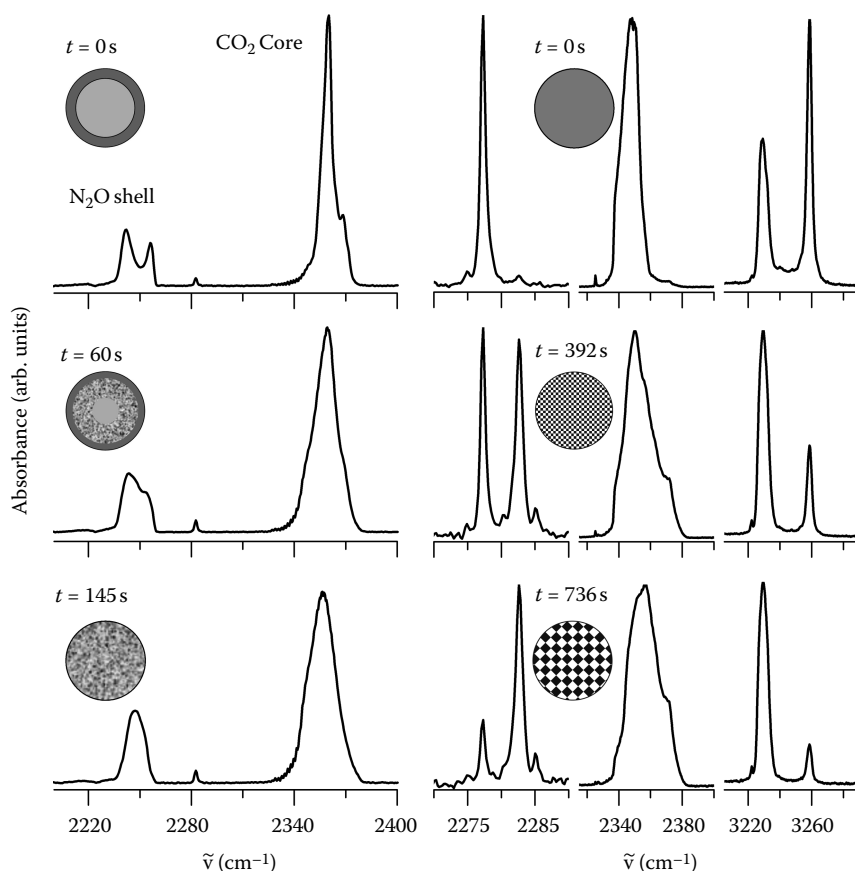 t = 0 s
CO2 Core
N2O shell
t = 0 s
Absorbance (arb. units)
t = 60 s
t = 392 s
t = 145 s
t = 736 s
2220 2280 2340 2400
2275 2285 2340 2380 3220 3260
ṽ (cm–1)
ṽ (cm–1)